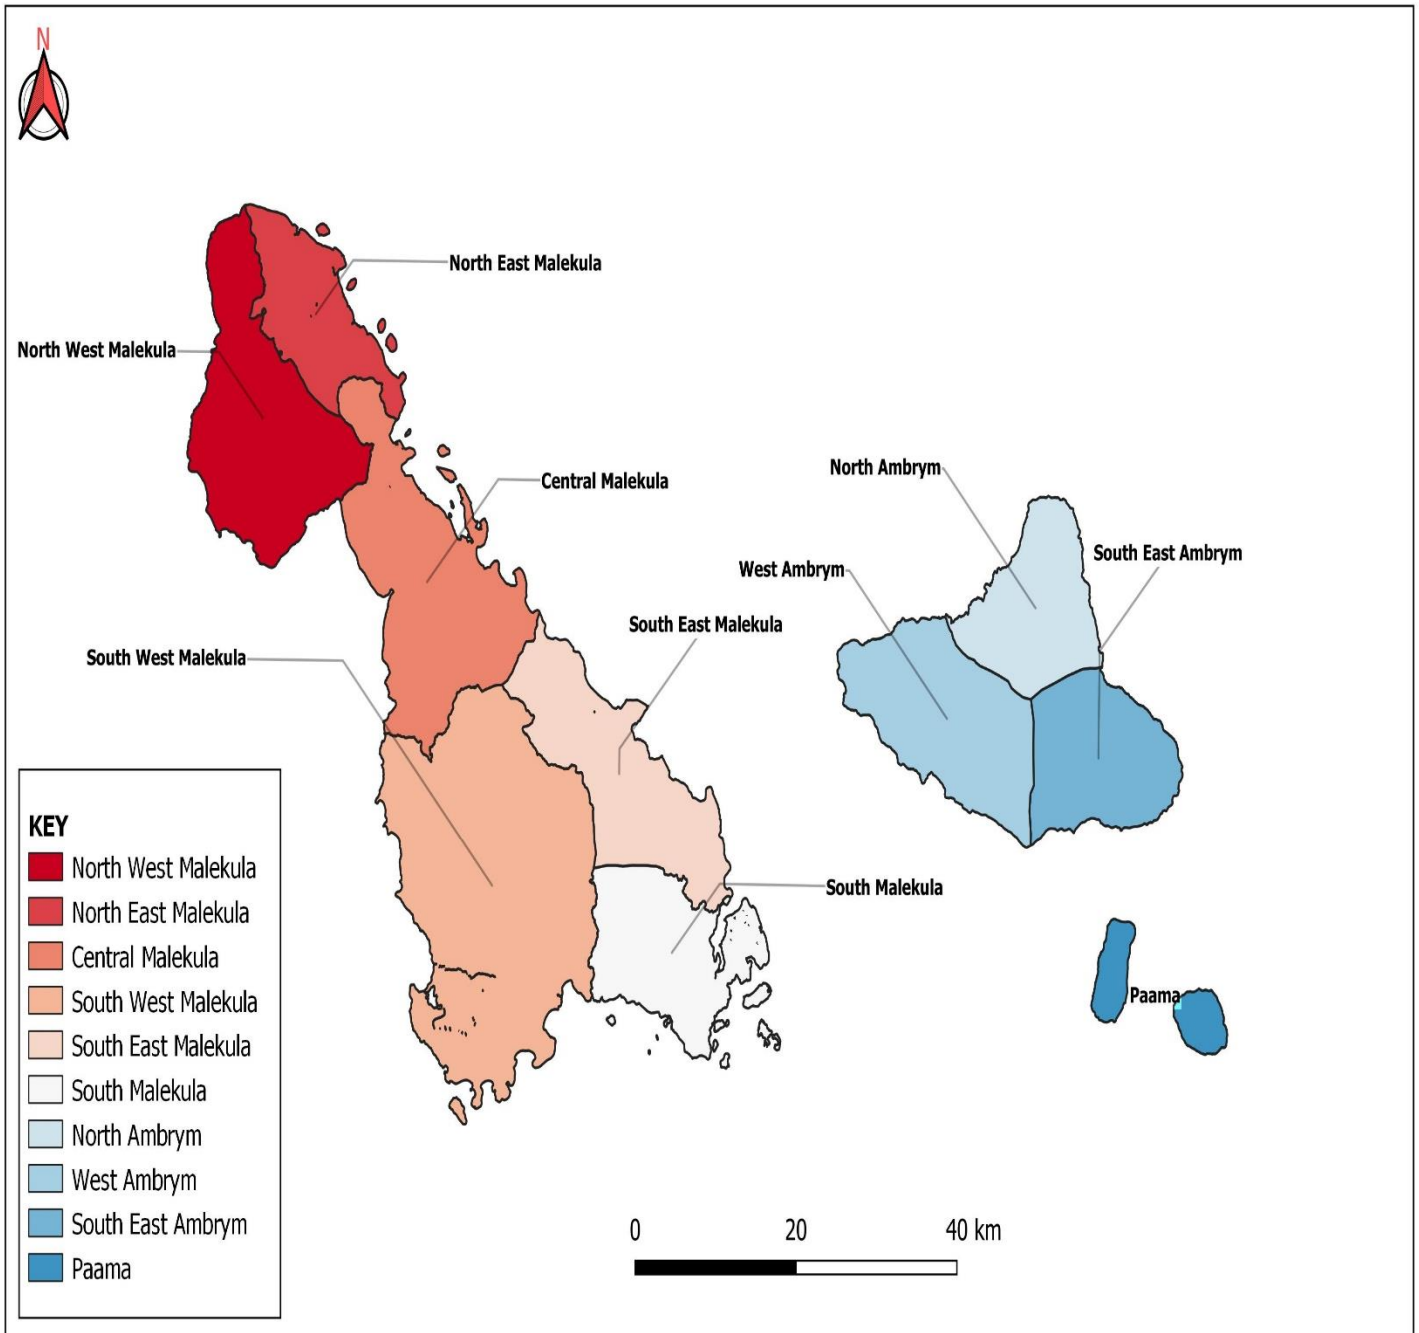 N
North East Malekula
North West Malekula
North Ambrym
Central Malekula
South East Ambrym
West Ambrym
South East Malekula
South West Malekula
South Malekula
Paama
KEY
North West Malekula
North East Malekula
Central Malekula
South West Malekula
South East Malekula
South Malekula
North Ambrym
West Ambrym
South East Ambrym
Paama
0 20 40 km